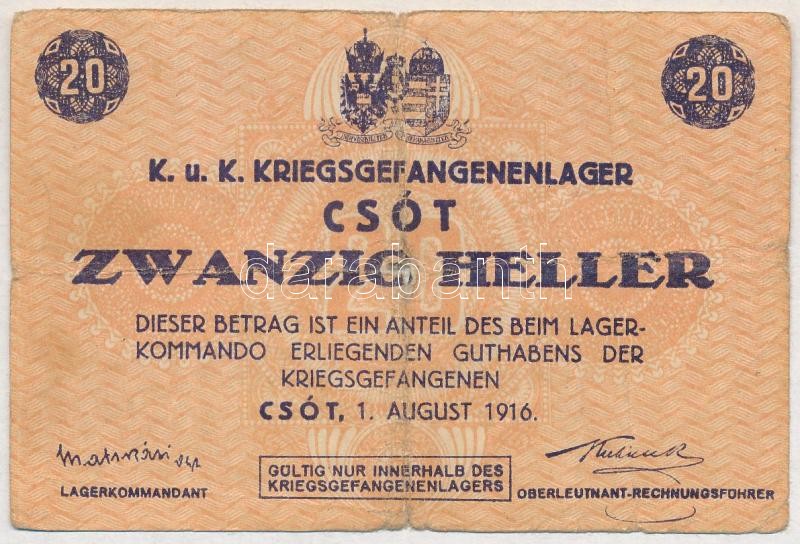 20
20
K. u. K. KRIEGSGEFANGENENLAGER
CSÓT
ZWANZIG HELLER
darabanth
DIESER BETRAG IST EIN ANTEIL DES BEIM LAGER-
KOMMANDO ERLIEGENDEN GUTHABENS DER
KRIEGSGEFANGENEN
CSÓT, 1. AUGUST 1916.
LAGERKOMMANDANT
GÜLTIG NUR INNERHALB DES
KRIEGSGEFANGENENLAGERS
OBERLEUTNANT-RECHNUNGSFÜHRER